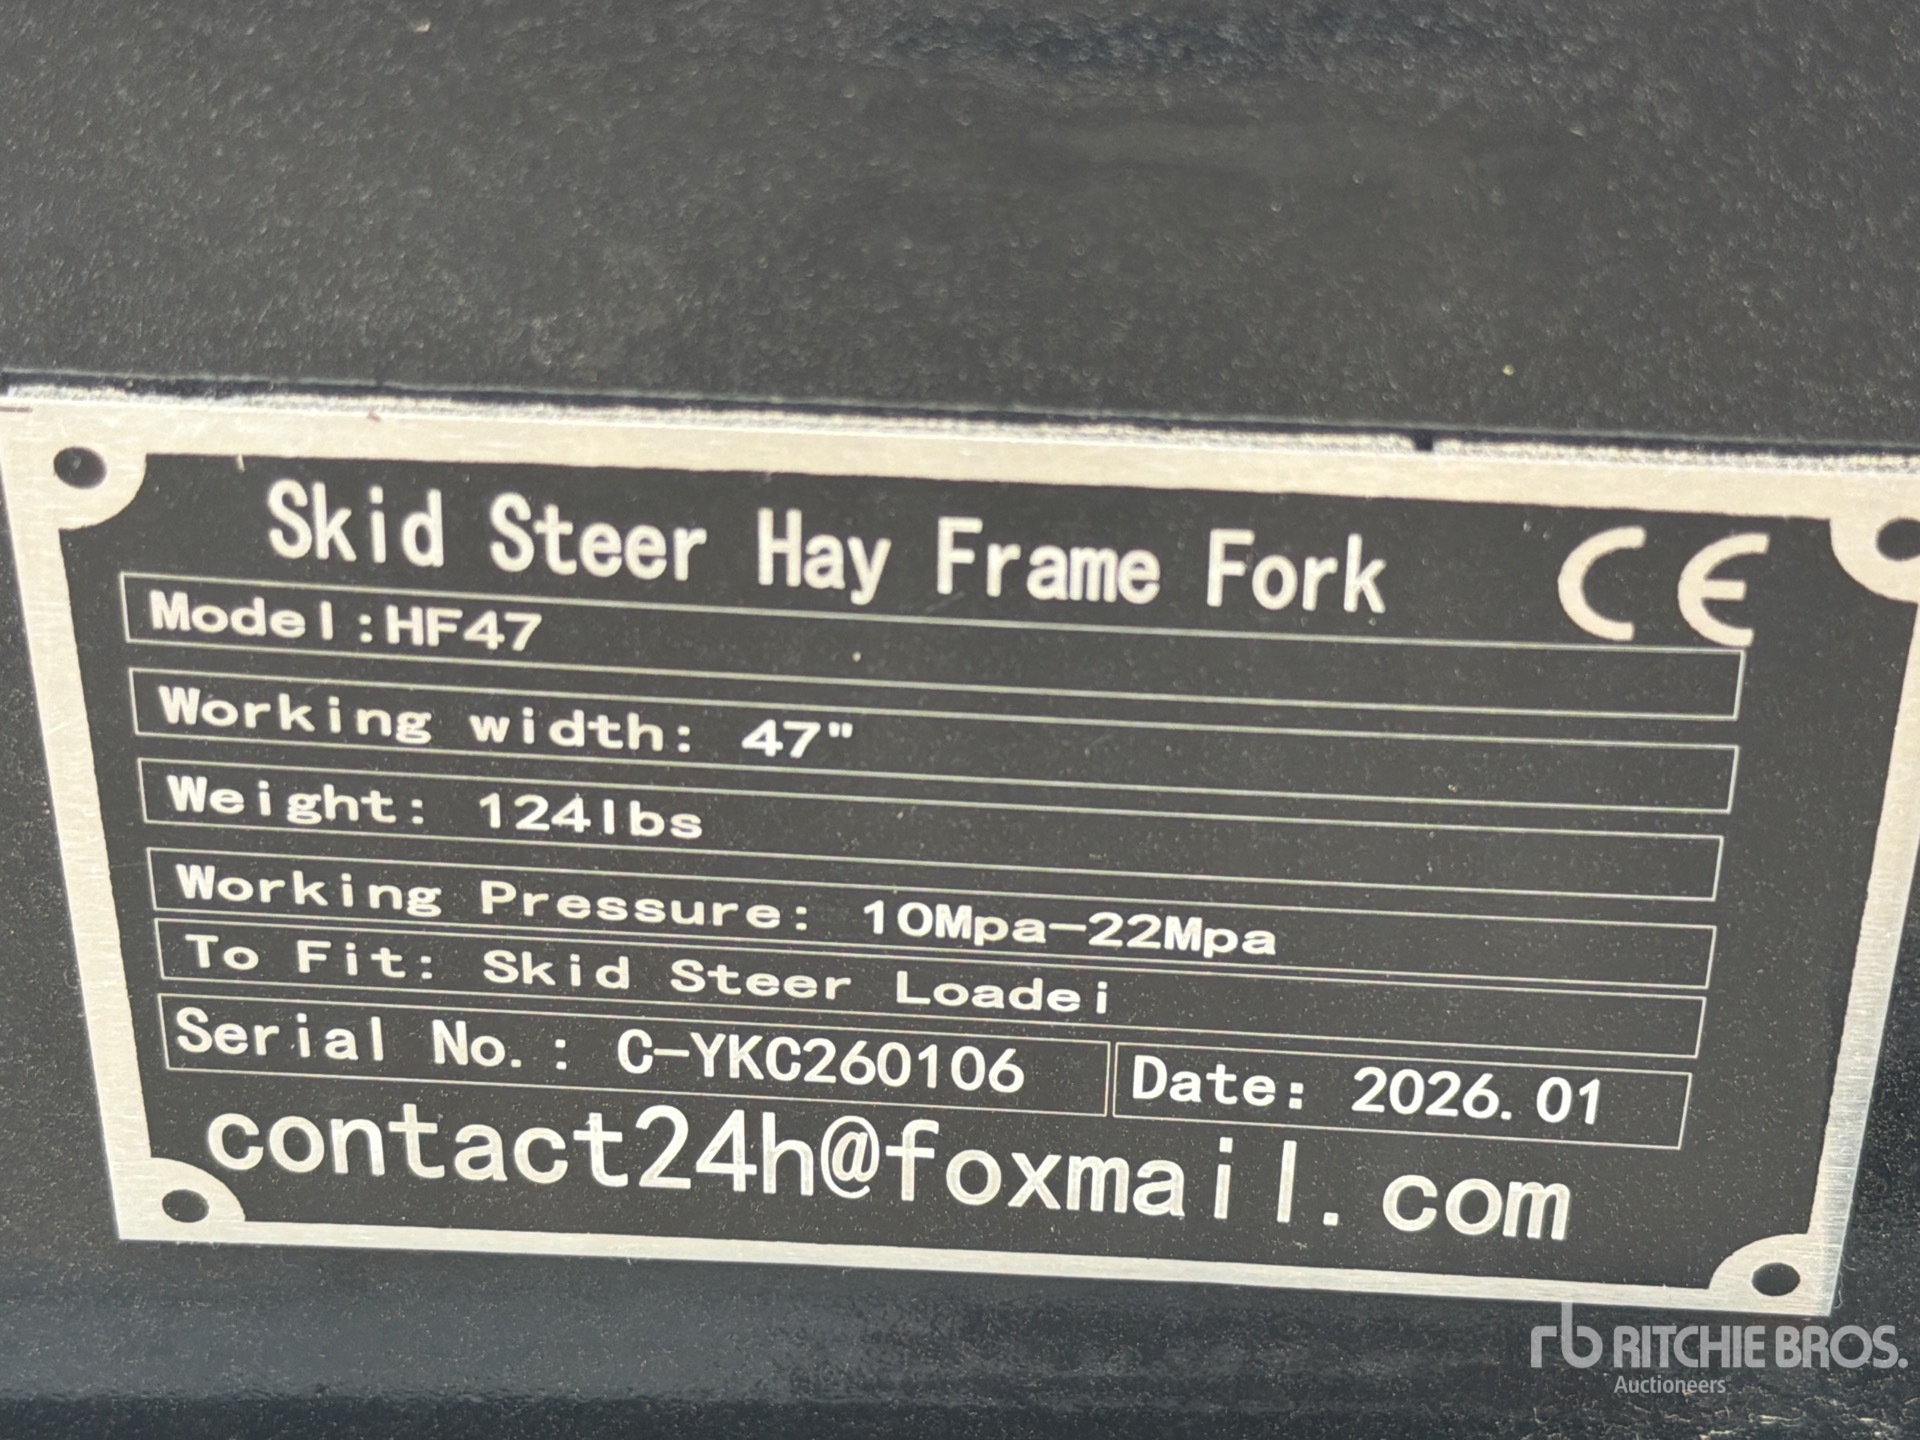 Skid Steer Hay Frame Fork CE
Model:HF47
Working width: 47"
Weight: 124lbs
Working Pressure: 10Mpa-22Mpa
To Fit: Skid Steer Loadei
Serial No.: C-YKC260106 Date: 2026.01
contact24h@foxmail.com
rb RITCHIE BROS.
Auctioneers